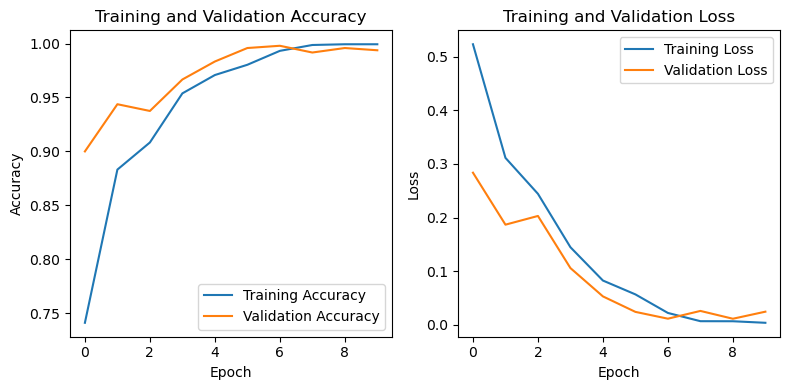 Training and Validation Accuracy
1.00
0.95
0.90
0.85
0.80
0.75
Accuracy
Training Accuracy
Validation Accuracy
0 2 4 6 8
Epoch
Training and Validation Loss
0.5
0.4
0.3
0.2
0.1
0.0
Loss
Training Loss
Validation Loss
0 2 4 6 8
Epoch